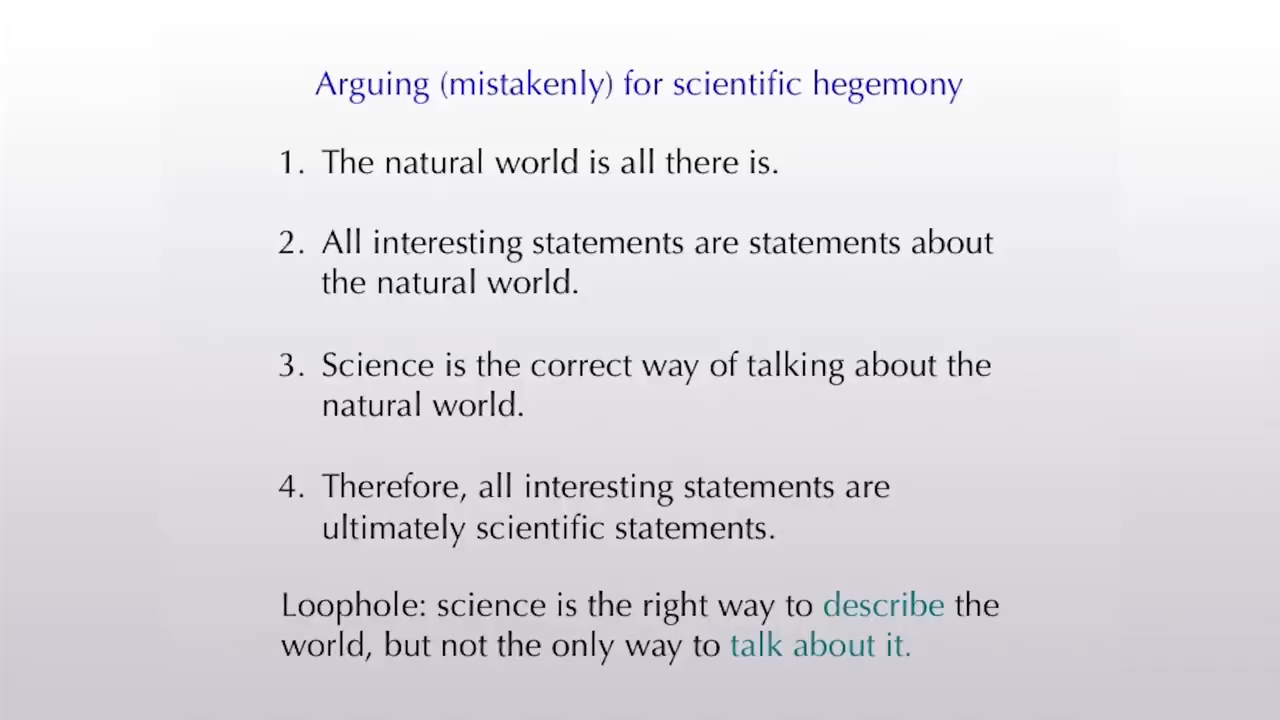 Arguing (mistakenly) for scientific hegemony
1. The natural world is all there is.
2. All interesting statements are statements about
the natural world.
3. Science is the correct way of talking about the
natural world.
4. Therefore, all interesting statements are
ultimately scientific statements.
Loophole: science is the right way to describe the
world, but not the only way to talk about it.